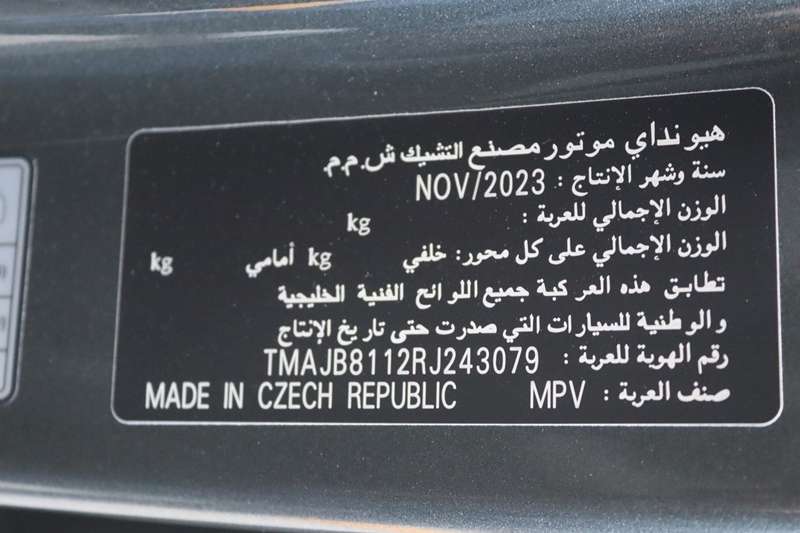 هيونداي موتور مصنع التشيك ش.م.م.
سنة وشهر الإنتاج : NOV/2023
الوزن الإجمالي للعربة : kg
الوزن الإجمالي على كل محور: خلفي kg أمامي kg
تطابق هذه المركبة جميع اللوائح الفنية الخليجية
والوطنية للسيارات التي صدرت حتى تاريخ الإنتاج
رقم الهوية للعربة : TMAJB8112RJ243079
صنف العربة : MPV MADE IN CZECH REPUBLIC